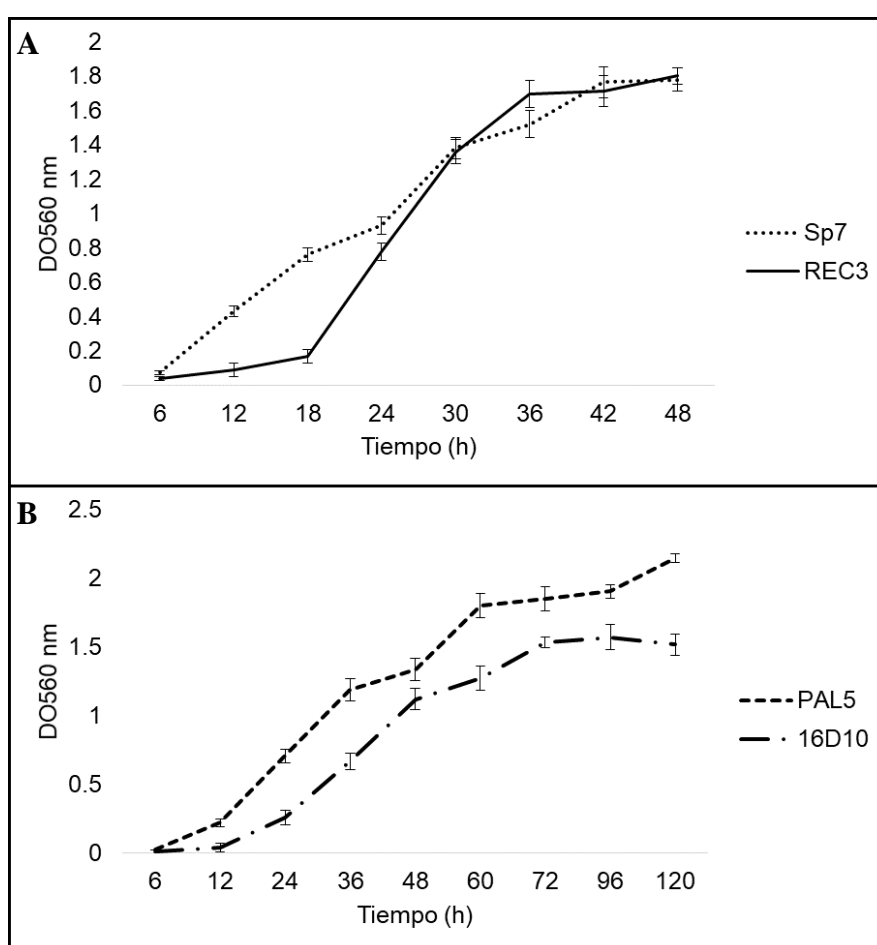 A
2
1.8
1.6
1.4
1.2
1
0.8
0.6
0.4
0.2
0
DO560 nm
6 12 18 24 30 36 42 48
Tiempo (h)
Sp7
REC3
B
2.5
2
1.5
1
0.5
0
DO560 nm
6 12 24 36 48 60 72 96 120
Tiempo (h)
PAL5
16D10